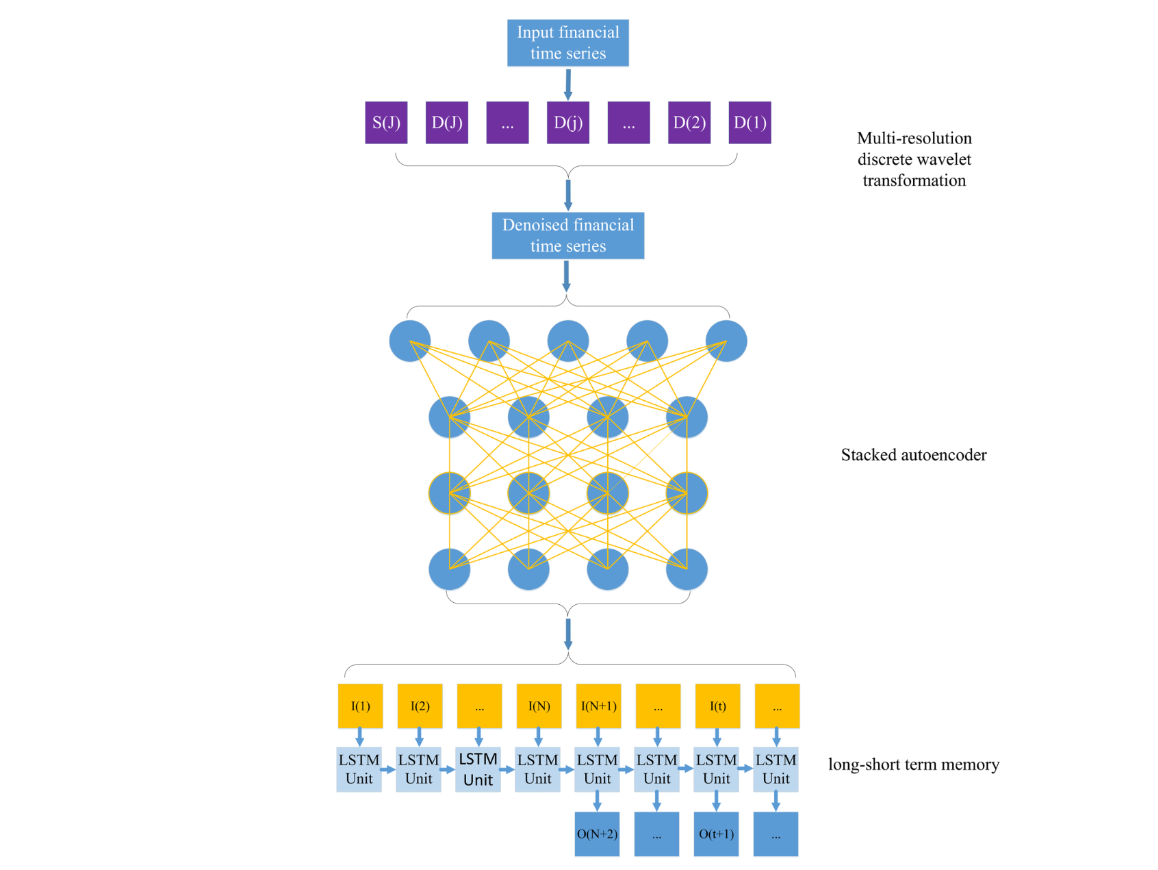 Input financial
time series
S(J) D(J) ... D(j) ... D(2) D(1)
Multi-resolution
discrete wavelet
transformation
Denoised financial
time series
Stacked autoencoder
I(1) I(2) ... I(N) I(N+1) ... I(t) ...
LSTM LSTM LSTM LSTM LSTM LSTM LSTM LSTM
Unit Unit Unit Unit Unit Unit Unit Unit
long-short term memory
O(N+2) ... O(t+1) ...